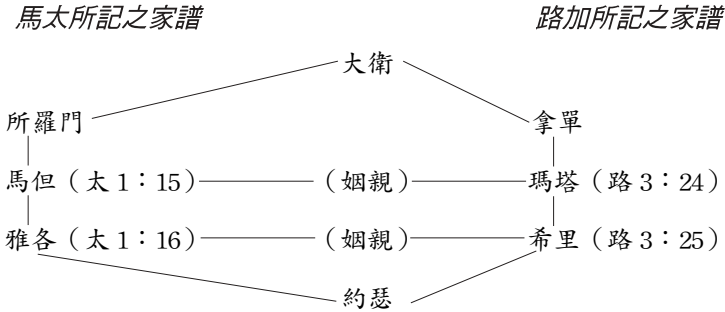 馬太所記之家譜 路加所記之家譜
大衛
所羅門 拿單
馬但（太 1：15） （姻親） 瑪塔（路 3：24）
雅各（太 1：16） （姻親） 希里（路 3：25）
約瑟